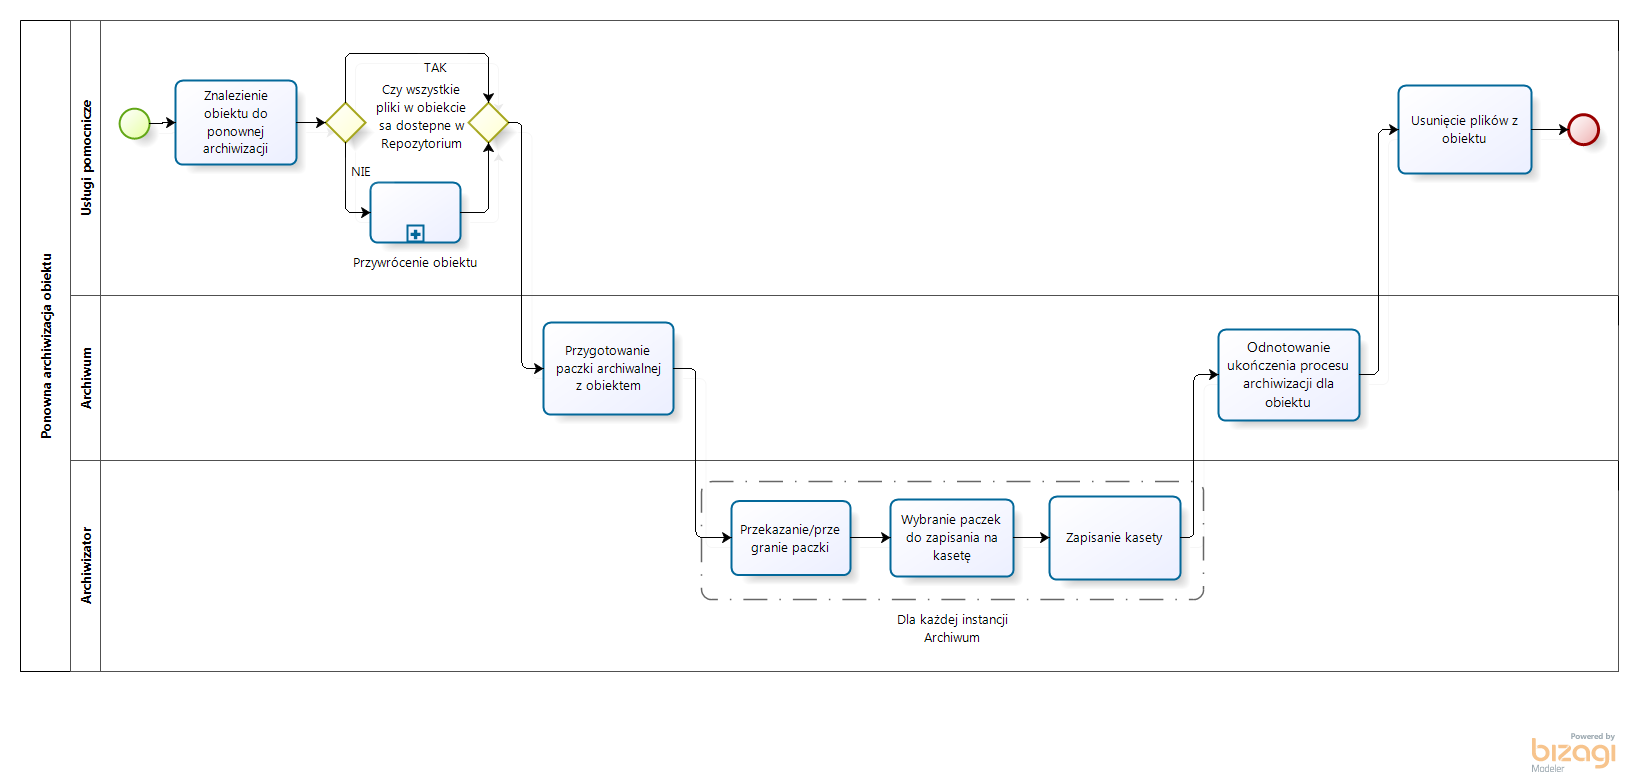 Ponowna archiwizacja obiektu
Usługi pomocnicze
Znalezienie
obiektu do
ponownej
archiwizacji
TAK
Czy wszystkie
pliki w obiekcie
sa dostepne w
Repozytorium
NIE
Przywrócenie obiektu
Usunięcie plików z
obiektu
Archiwum
Przygotowanie
paczki archiwalnej
z obiektem
Odnotowanie
ukończenia procesu
archiwizacji dla
obiektu
Archiwizator
Przekazanie/prze
granie paczki
Wybranie paczek
do zapisania na
kasetę
Zapisanie kasety
Dla każdej instancji
Archiwum
Powered by
bizagi
Modeler